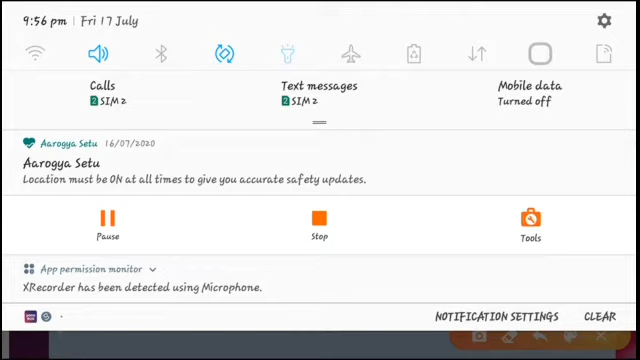 9:56 pm | Fri 17 July
Calls
2 SIM 2
Text messages
2 SIM 2
Mobile data
Turned off
Aarogya Setu 16/07/2020
Aarogya Setu
Location must be ON at all times to give you accurate safety updates.
Pause
Stop
Tools
App permission monitor
XRecorder has been detected using Microphone.
NOTIFICATION SETTINGS CLEAR